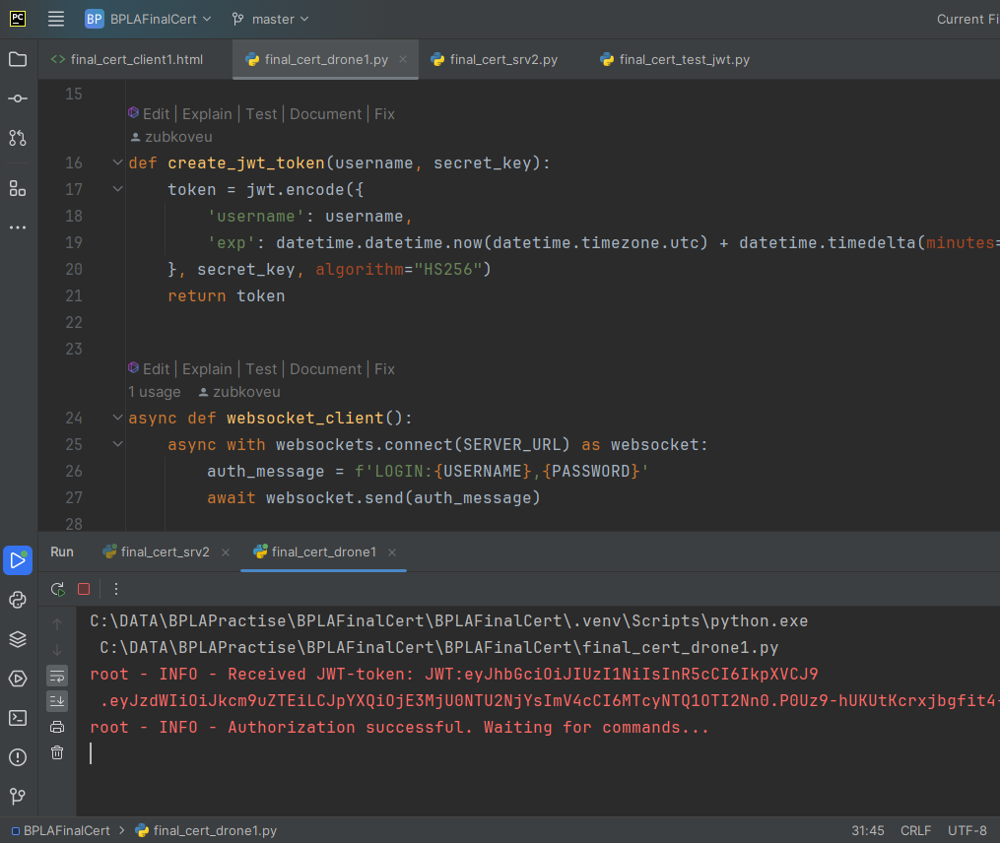 PC BP BPLAFinalCert master Current Fi
<> final_cert_client1.html final_cert_drone1.py × final_cert_srv2.py final_cert_test_jwt.py
15
Edit | Explain | Test | Document | Fix
zubkoveu
16 def create_jwt_token(username, secret_key):
17 token = jwt.encode({
18 'username': username,
19 'exp': datetime.datetime.now(datetime.timezone.utc) + datetime.timedelta(minutes=
20 }, secret_key, algorithm="HS256")
21 return token
22
23
Edit | Explain | Test | Document | Fix
1 usage zubkoveu
24 async def websocket_client():
25 async with websockets.connect(SERVER_URL) as websocket:
26 auth_message = f'LOGIN:{USERNAME},{PASSWORD}'
27 await websocket.send(auth_message)
28
Run final_cert_srv2 × final_cert_drone1 ×
C:\DATA\BPLAPractise\BPLAFinalCert\BPLAFinalCert\.venv\Scripts\python.exe
C:\DATA\BPLAPractise\BPLAFinalCert\BPLAFinalCert\final_cert_drone1.py
root - INFO - Received JWT-token: JWT:eyJhbGciOiJIUzI1NiIsInR5cCI6IkpXVCJ9
.eyJzdWIiOiJkcm9uZTEiLCJpYXQiOjE3MjU0NTU2NjYsImV4cCI6MTcyNTQ1OTI2Nn0.P0Uz9-hUKUtKcrxjbgfit4-
root - INFO - Authorization successful. Waiting for commands...
BPLAFinalCert > final_cert_drone1.py 31:45 CRLF UTF-8